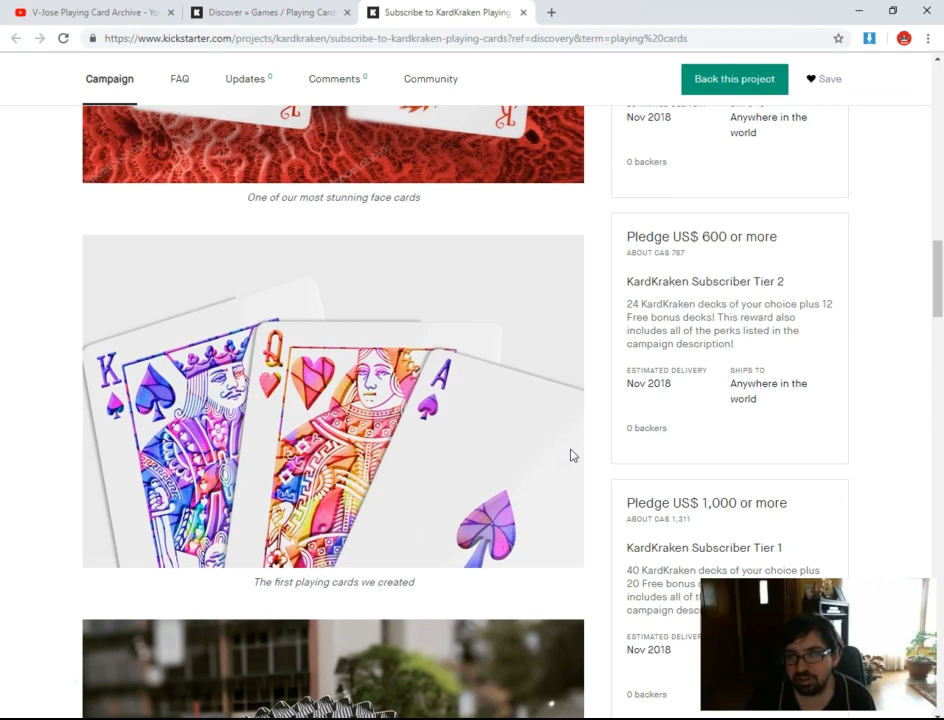 V-Jose Playing Card Archive - Yo
Discover » Games / Playing Card
Subscribe to KardKraken Playing
https://www.kickstarter.com/projects/kardkraken/subscribe-to-kardkraken-playing-cards?ref=discovery&term=playing%20cards
Campaign
FAQ
Updates 0
Comments 0
Community
Back this project
Save
One of our most stunning face cards
K
Q
A
The first playing cards we created
Nov 2018
Anywhere in the
world
0 backers
Pledge US$ 600 or more
ABOUT CA$ 787
KardKraken Subscriber Tier 2
24 KardKraken decks of your choice plus 12
Free bonus decks! This reward also
includes all of the perks listed in the
campaign description!
ESTIMATED DELIVERY
SHIPS TO
Nov 2018
Anywhere in the
world
0 backers
Pledge US$ 1,000 or more
ABOUT CA$ 1,311
KardKraken Subscriber Tier 1
40 KardKraken decks of your choice plus
20 Free bonus
includes all of t
campaign desc
ESTIMATED DELIVER
Nov 2018
0 backers